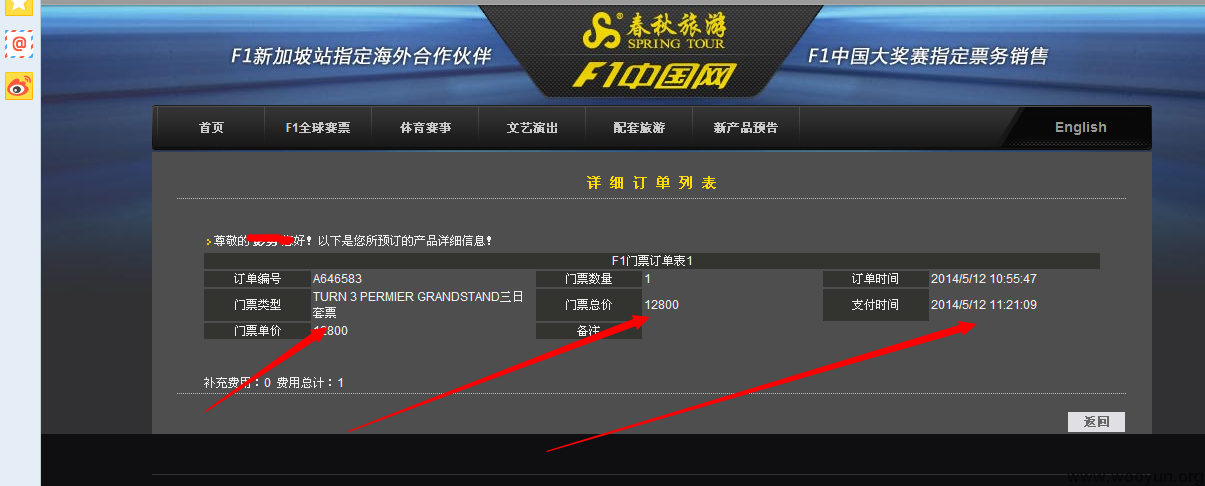 春秋旅游
SPRING TOUR
F1新加坡站指定海外合作伙伴
F1中国大奖赛指定票务销售
F1中国网
首页 F1全球赛票 体育赛事 文艺演出 配套旅游 新产品预告 English
详细订单列表
尊敬的 您好！以下是您所预订的产品详细信息！
F1门票订单表1
订单编号 A646583 门票数量 1 订单时间 2014/5/12 10:55:47
门票类型 TURN 3 PERMIER GRANDSTAND三日
套票 门票总价 12800 支付时间 2014/5/12 11:21:09
门票单价 12800 备注
补充费用：0 费用总计：1
返回
www.wooyun.org